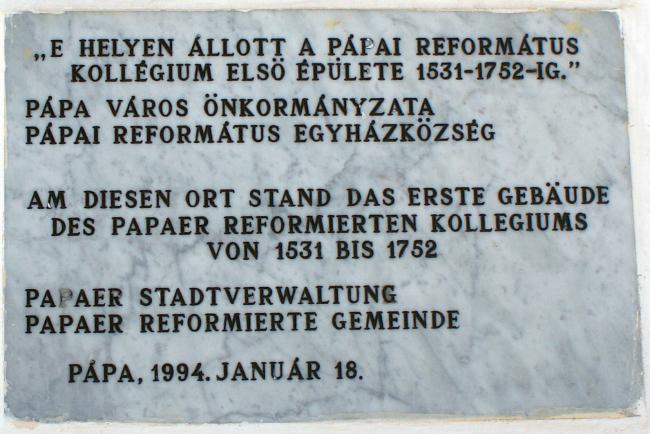 „E HELYEN ÁLLOTT A PÁPAI REFORMÁTUS
KOLLÉGIUM ELSÖ ÉPÜLETE 1531-1752-IG.”
PÁPA VÁROS ÖNKORMÁNYZATA
PÁPAI REFORMÁTUS EGYHÁZKÖZSÉG
AM DIESEN ORT STAND DAS ERSTE GEBÄUDE
DES PAPAER REFORMIERTEN KOLLEGIUMS
VON 1531 BIS 1752
PAPAER STADTVERWALTUNG
PAPAER REFORMIERTE GEMEINDE
PÁPA, 1994. JANUÁR 18.